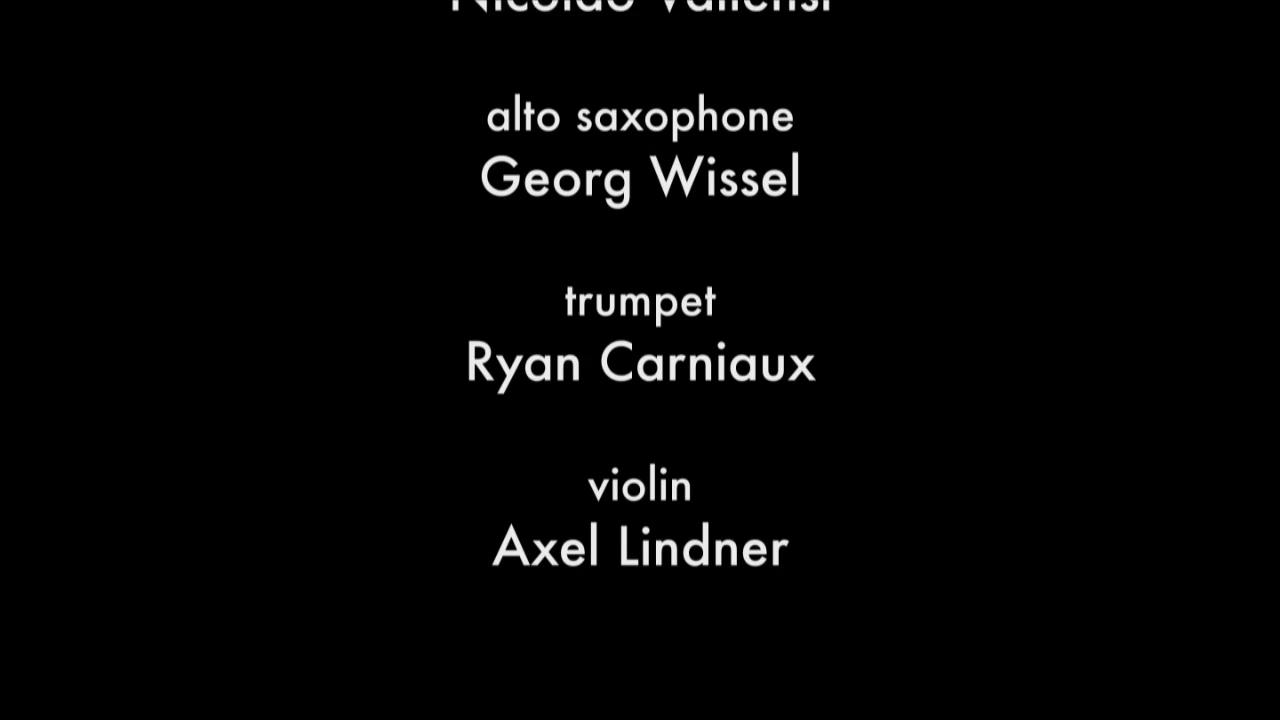 alto saxophone
Georg Wissel
trumpet
Ryan Carniaux
violin
Axel Lindner